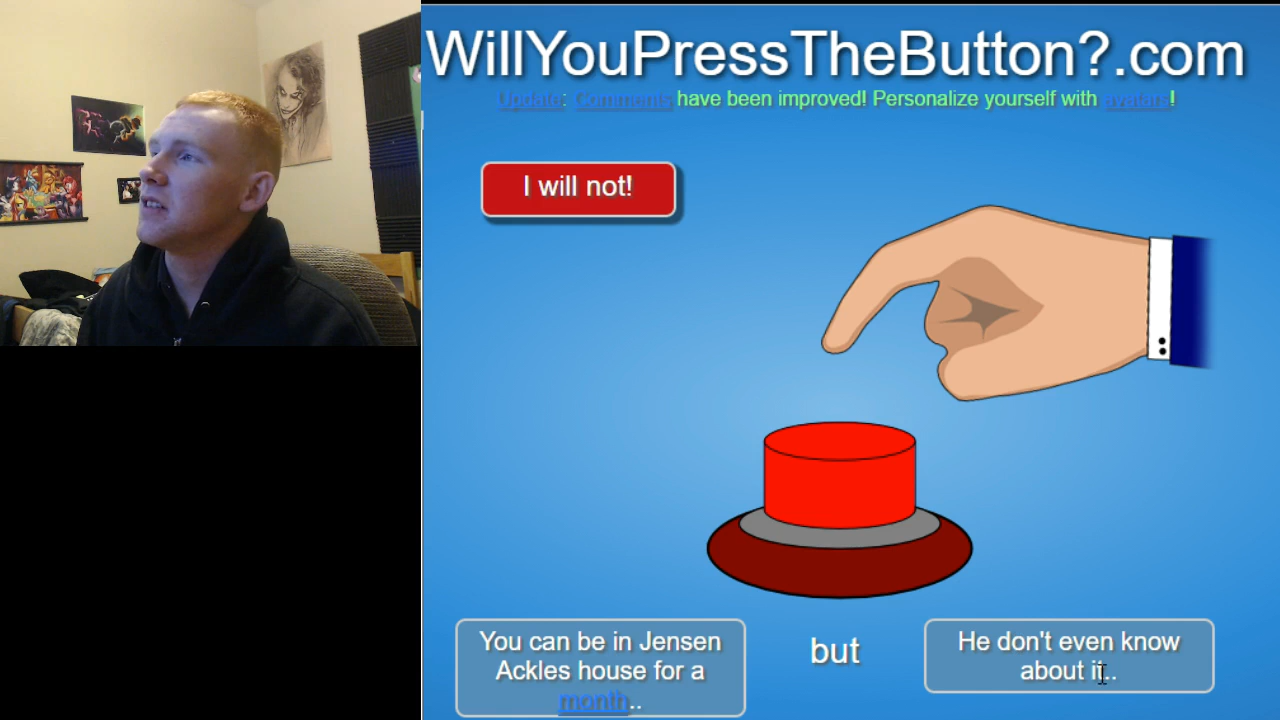 WillYouPressTheButton?.com
Update: Comments have been improved! Personalize yourself with avatars!
I will not!
You can be in Jensen
Ackles house for a
month..
but
He don't even know
about it..